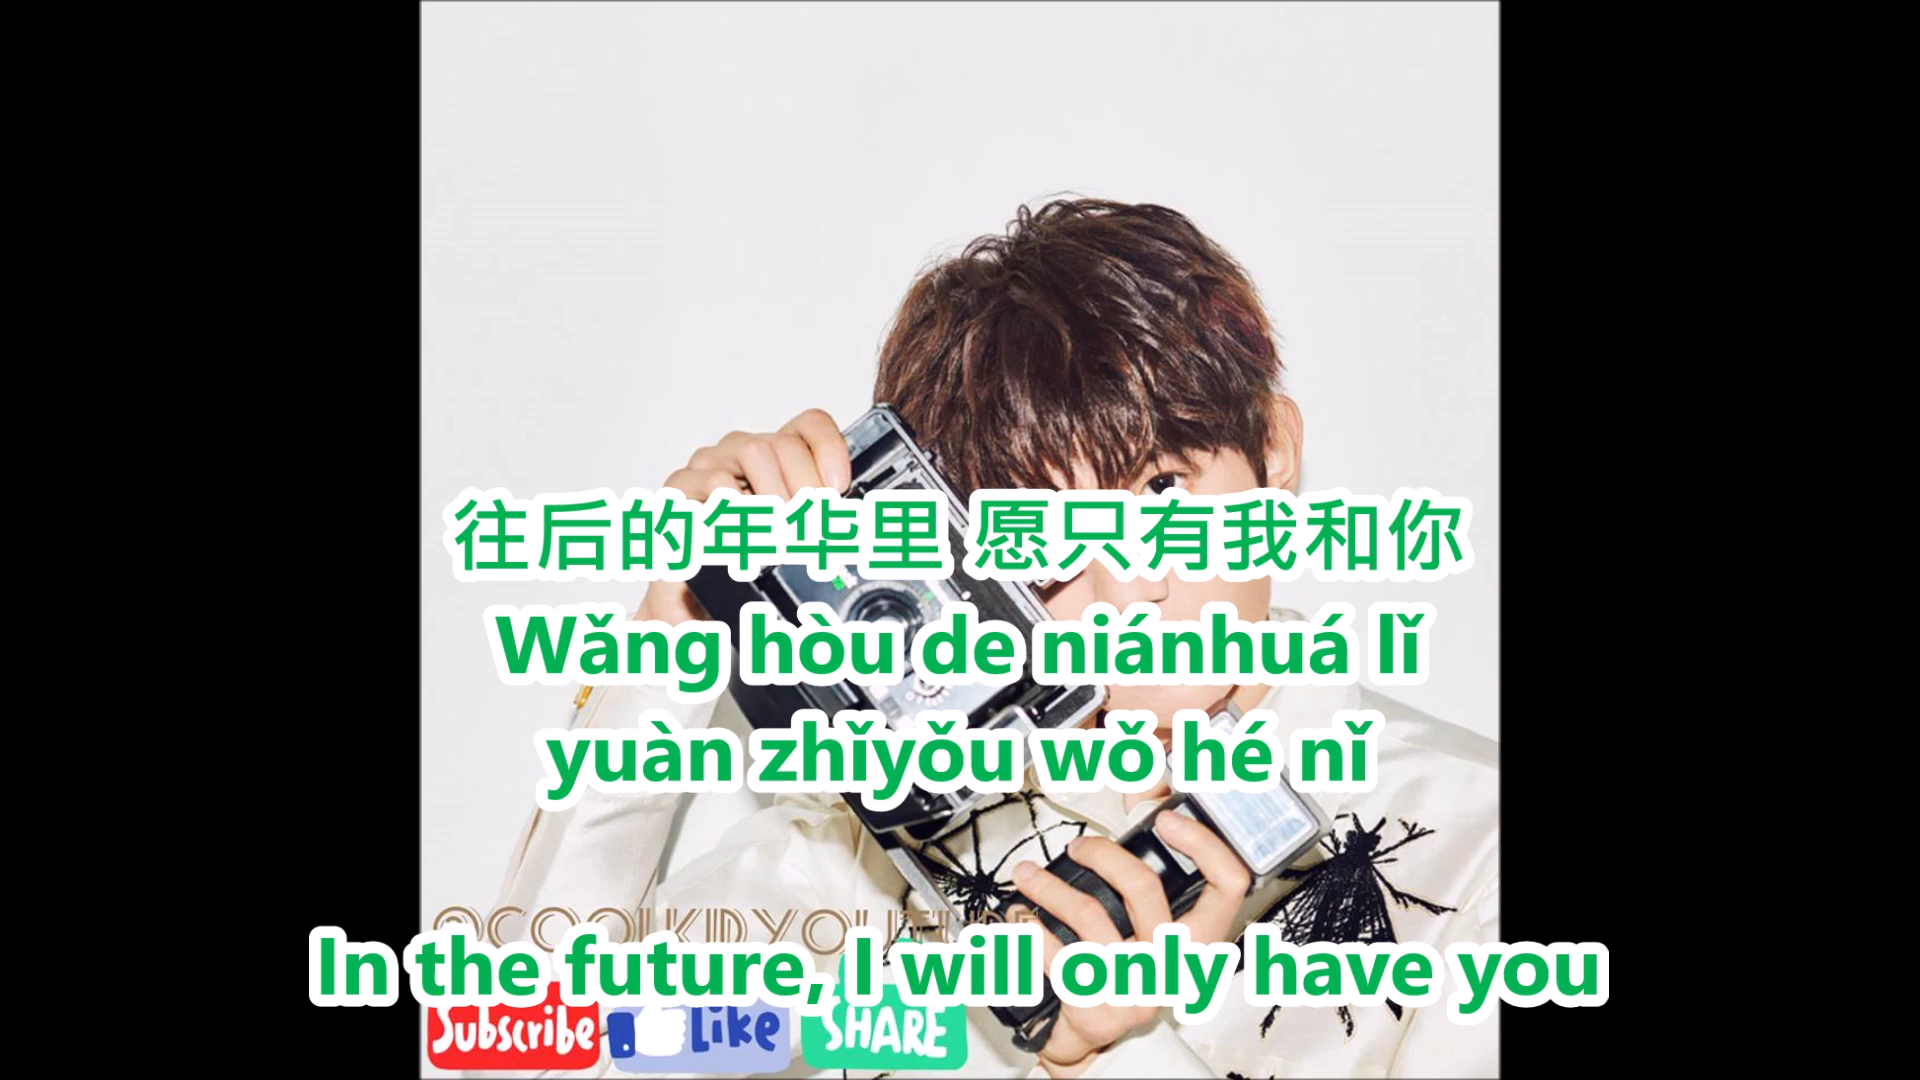 往后的年华里 愿只有我和你
Wǎng hòu de niánhuá lǐ
yuàn zhǐyǒu wǒ hé nǐ
@COOLKIDYOUTUBE
In the future, I will only have you
Subscribe Like SHARE